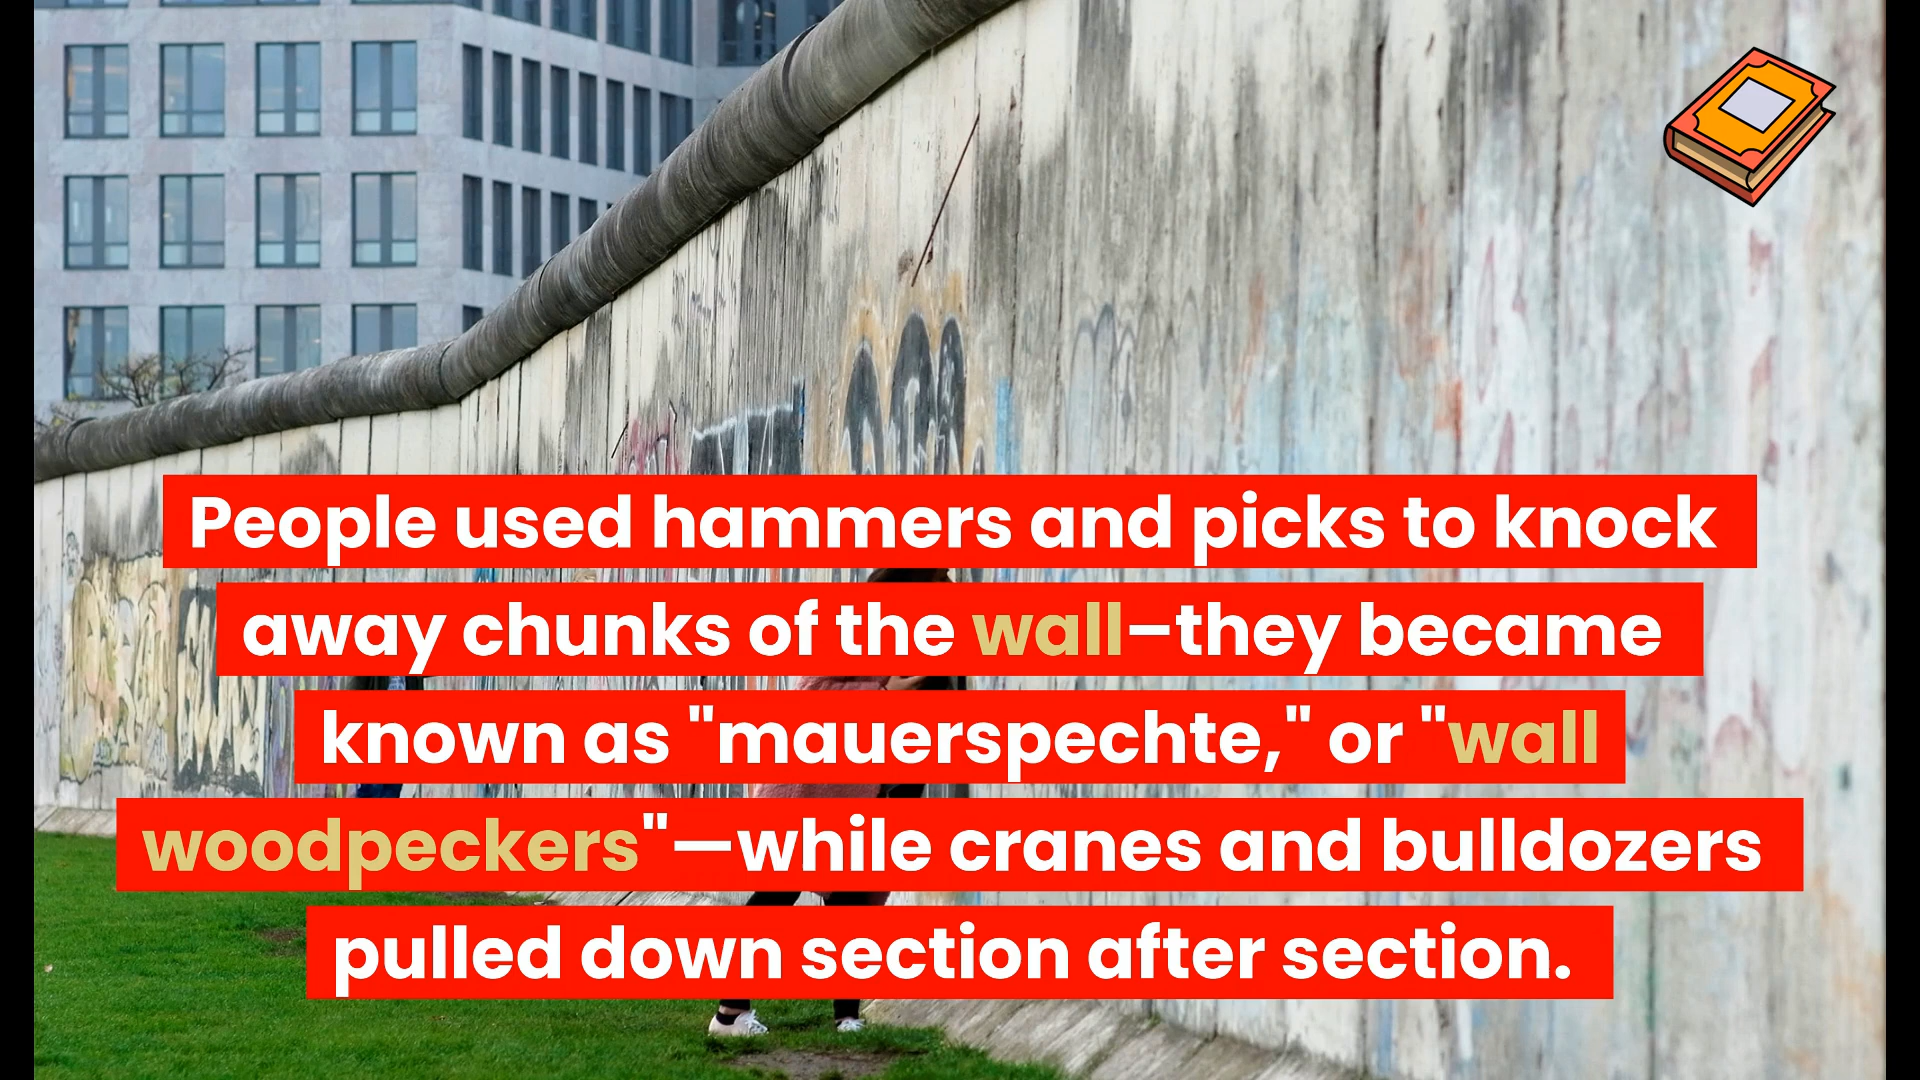 People used hammers and picks to knock
away chunks of the wall–they became
known as "mauerspechte," or "wall
woodpeckers"—while cranes and bulldozers
pulled down section after section.